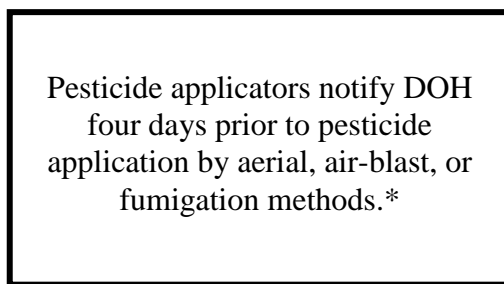 Pesticide applicators notify DOH
four days prior to pesticide
application by aerial, air-blast, or
fumigation methods.*